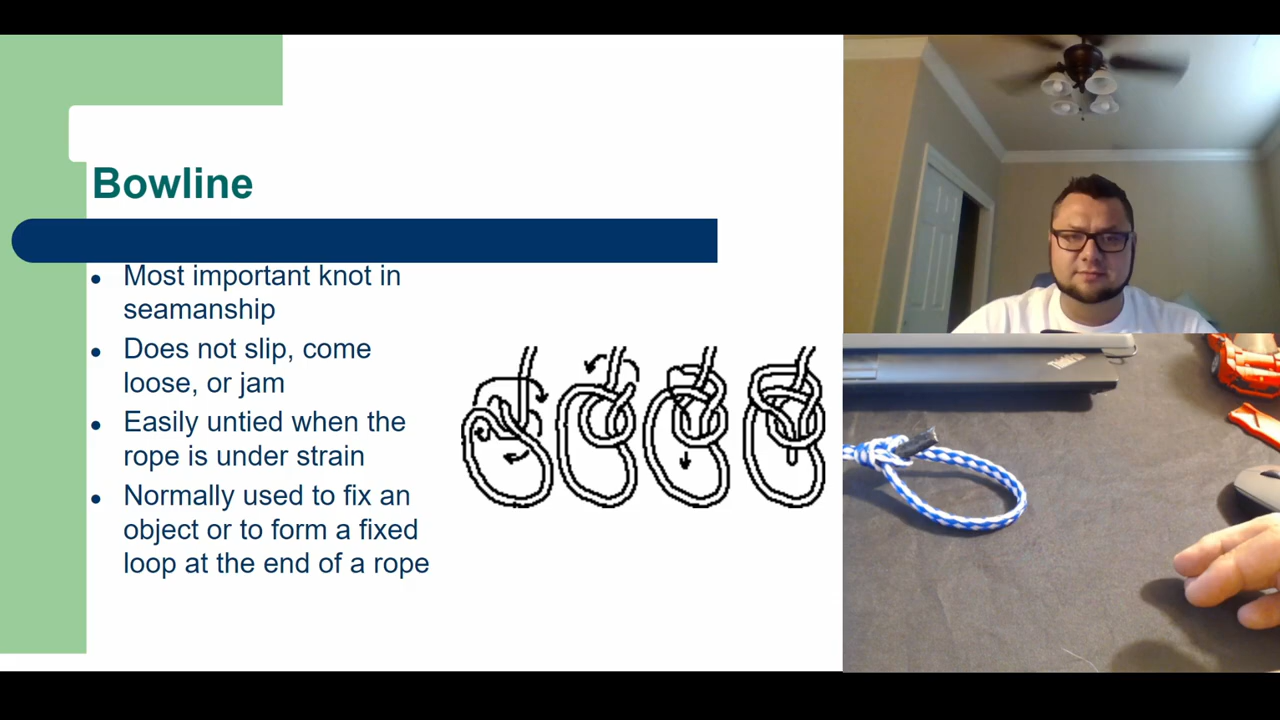 Bowline
• Most important knot in
seamanship
• Does not slip, come
loose, or jam
• Easily untied when the
rope is under strain
• Normally used to fix an
object or to form a fixed
loop at the end of a rope